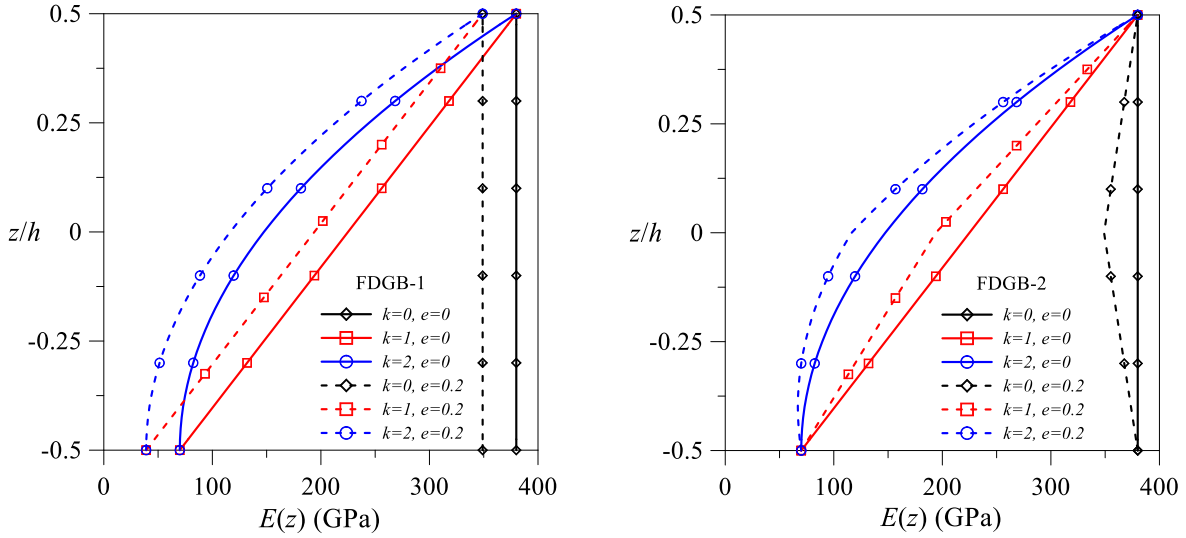 0.5
0.25
z/h
0
-0.25
-0.5
0
100
200
300
400
E(z) (GPa)
FDGB-1
k=0, e=0
k=1, e=0
k=2, e=0
k=0, e=0.2
k=1, e=0.2
k=2, e=0.2
0.5
0.25
z/h
0
-0.25
-0.5
0
100
200
300
400
E(z) (GPa)
FDGB-2
k=0, e=0
k=1, e=0
k=2, e=0
k=0, e=0.2
k=1, e=0.2
k=2, e=0.2